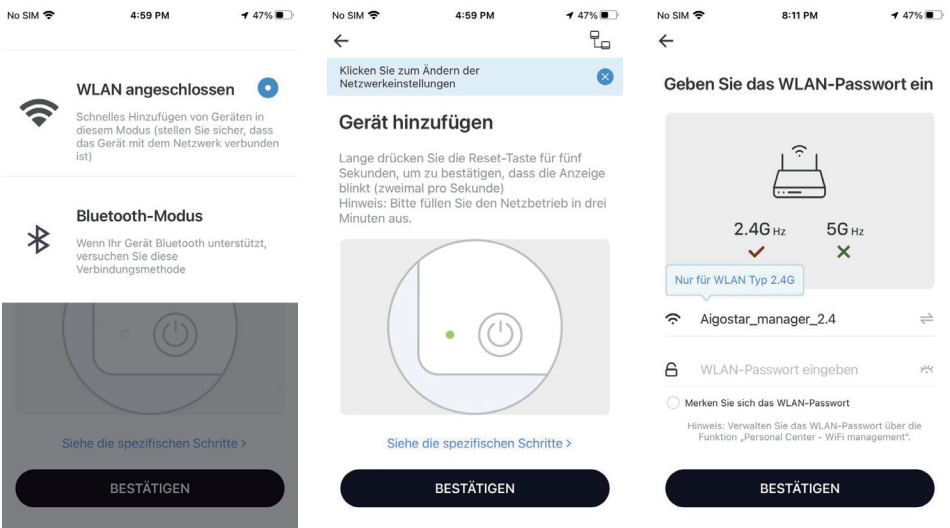 No SIM 4:59 PM 47%
WLAN angeschlossen
Schnelles Hinzufügen von Geräten in
diesem Modus (stellen Sie sicher, dass
das Gerät mit dem Netzwerk verbunden
ist)
Bluetooth-Modus
Wenn Ihr Gerät Bluetooth unterstützt,
versuchen Sie diese
Verbindungsmethode
Siehe die spezifischen Schritte >
BESTÄTIGEN
No SIM 4:59 PM 47%
Klicken Sie zum Ändern der
Netzwerkeinstellungen
Gerät hinzufügen
Lange drücken Sie die Reset-Taste für fünf
Sekunden, um zu bestätigen, dass die Anzeige
blinkt (zweimal pro Sekunde)
Hinweis: Bitte füllen Sie den Netzbetrieb in drei
Minuten aus.
Siehe die spezifischen Schritte >
BESTÄTIGEN
No SIM 8:11 PM 47%
Geben Sie das WLAN-Passwort ein
2.4G Hz 5G Hz
Nur für WLAN Typ 2.4G
Aigostar_manager_2.4
WLAN-Passwort eingeben
Merken Sie sich das WLAN-Passwort
Hinweis: Verwalten Sie das WLAN-Passwort über die
Funktion „Personal Center - WiFi management".
BESTÄTIGEN